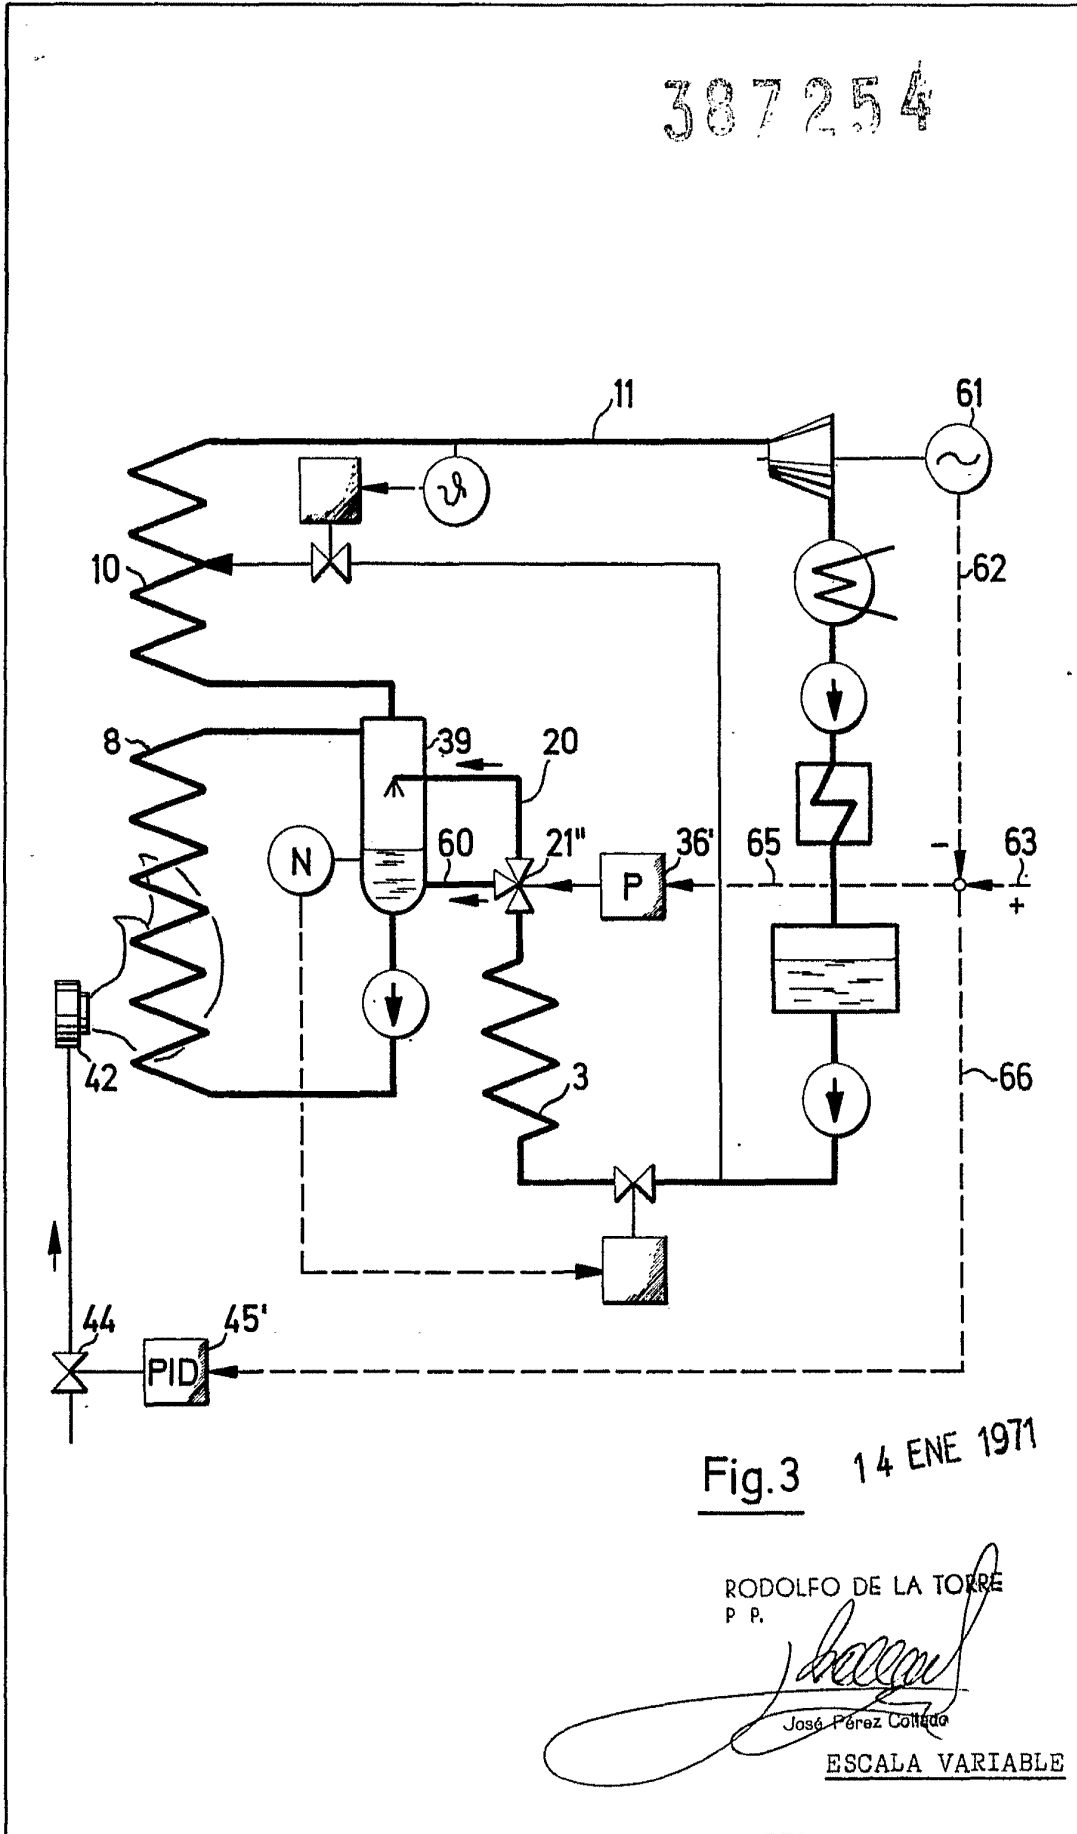 387254
11
61
ϑ
10
62
8
39
20
N
60
21"
P
36'
65
-
63
+
42
3
66
44
45'
PID
Fig.3
14 ENE 1971
RODOLFO DE LA TORRE
P P.
José Pérez Collado
ESCALA VARIABLE